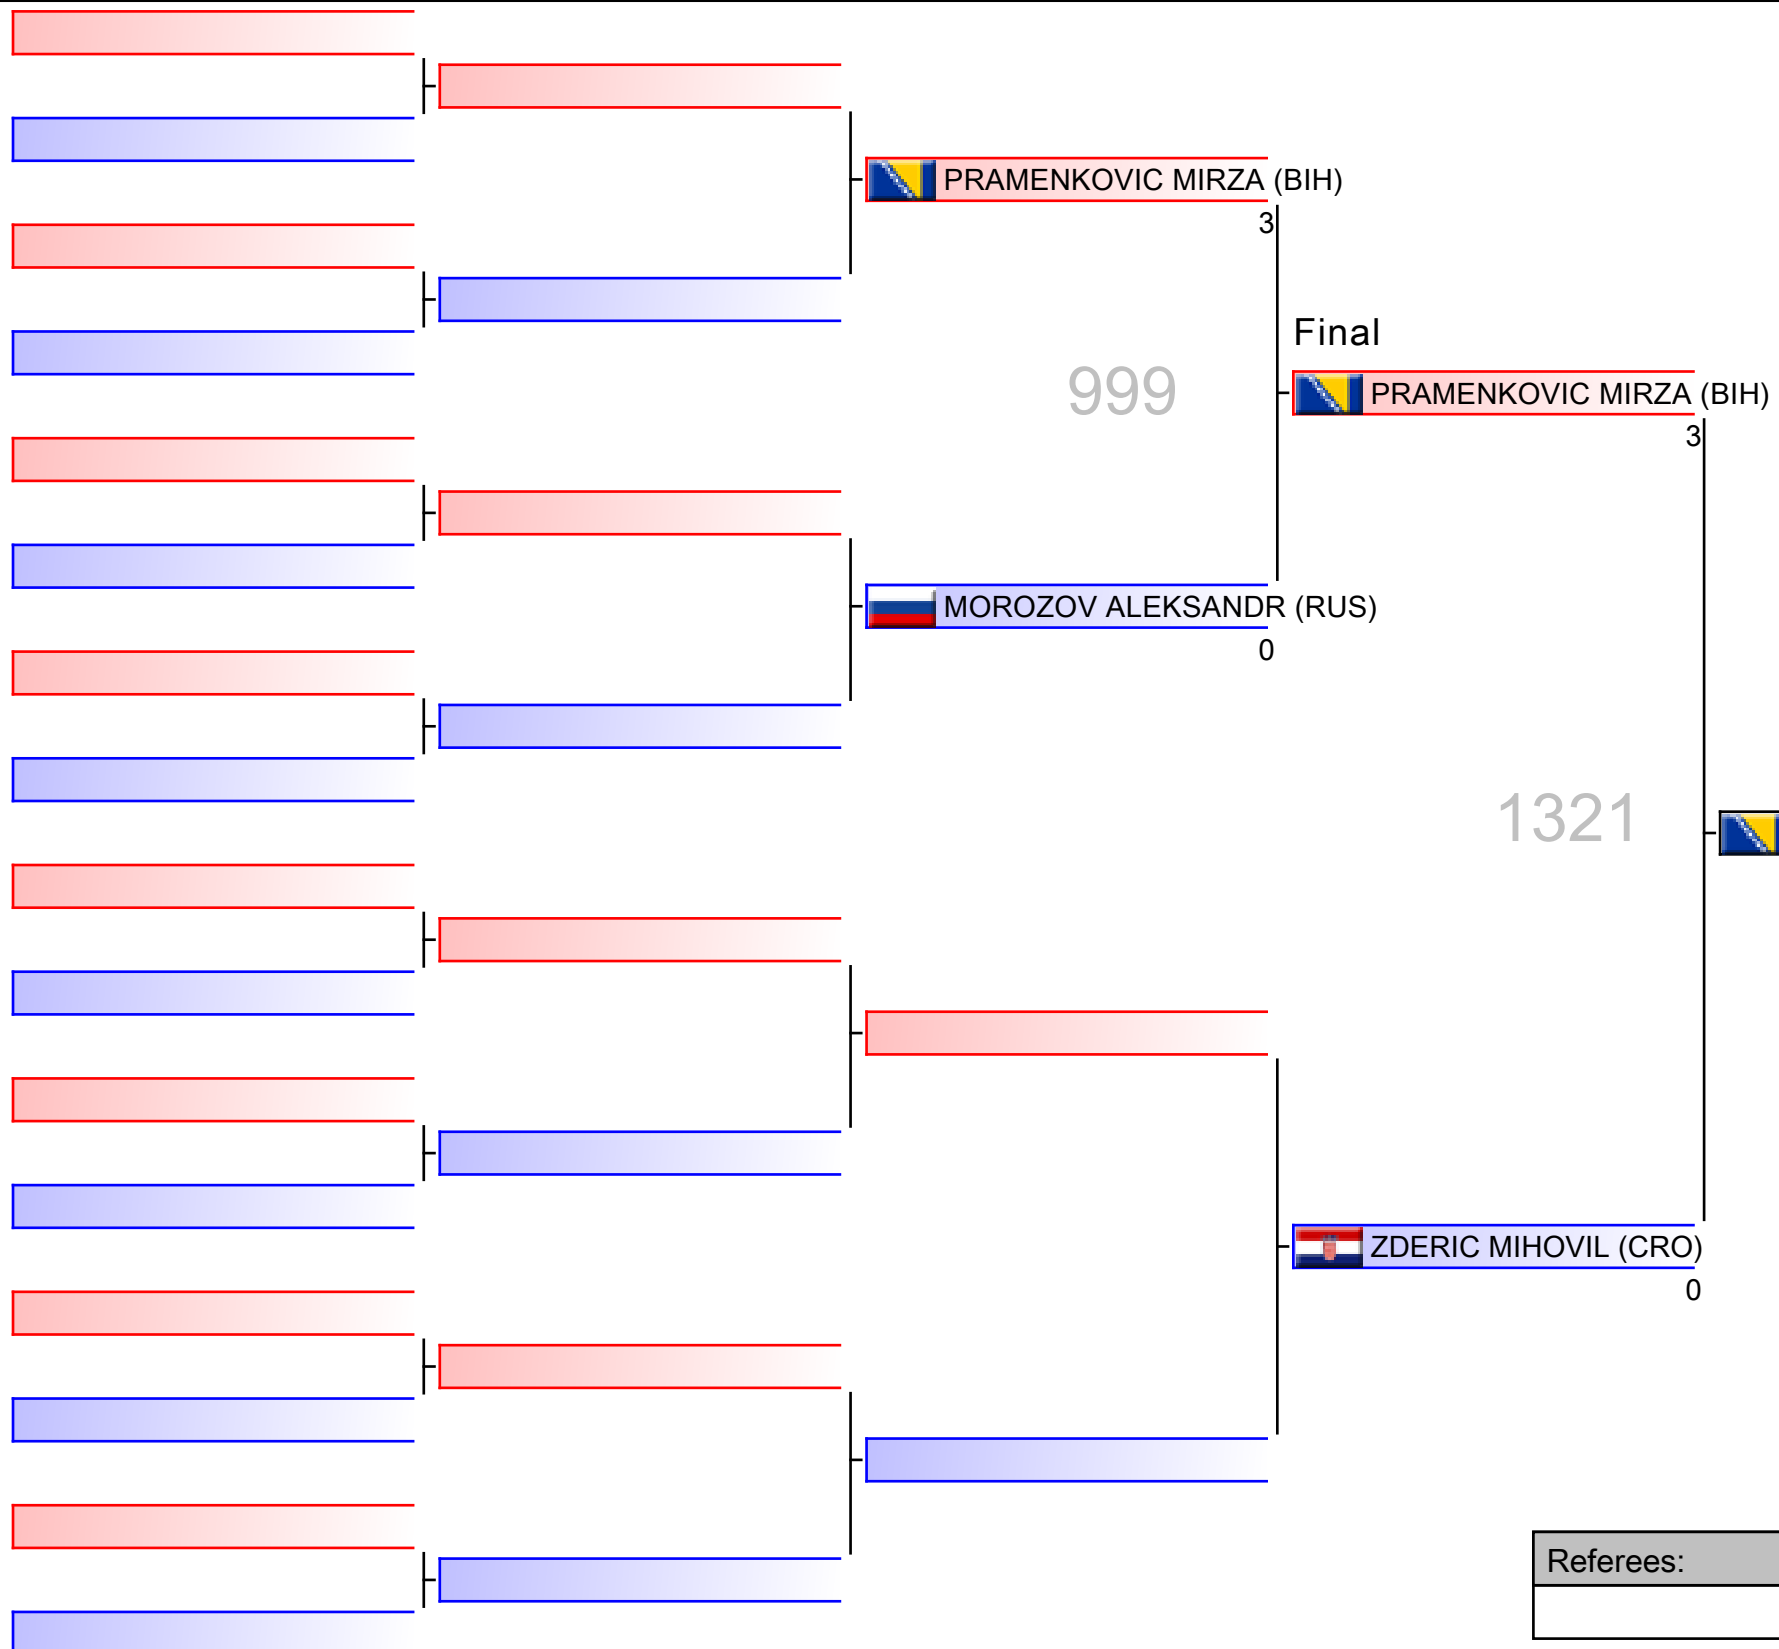 PRAMENKOVIC MIRZA (BIH)
3
Final
999
PRAMENKOVIC MIRZA (BIH)
3
MOROZOV ALEKSANDR (RUS)
0
1321
ZDERIC MIHOVIL (CRO)
0
Referees: